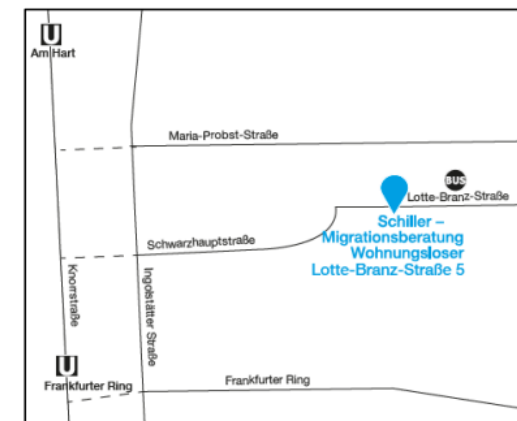 U
Am Hart
Maria-Probst-Straße
BUS
Lotte-Branz-Straße
Schiller –
Migrationsberatung
Wohnungsloser
Lotte-Branz-Straße 5
Schwarzhauptstraße
Knorrstraße
Ingolstätter Straße
U
Frankfurter Ring
Frankfurter Ring